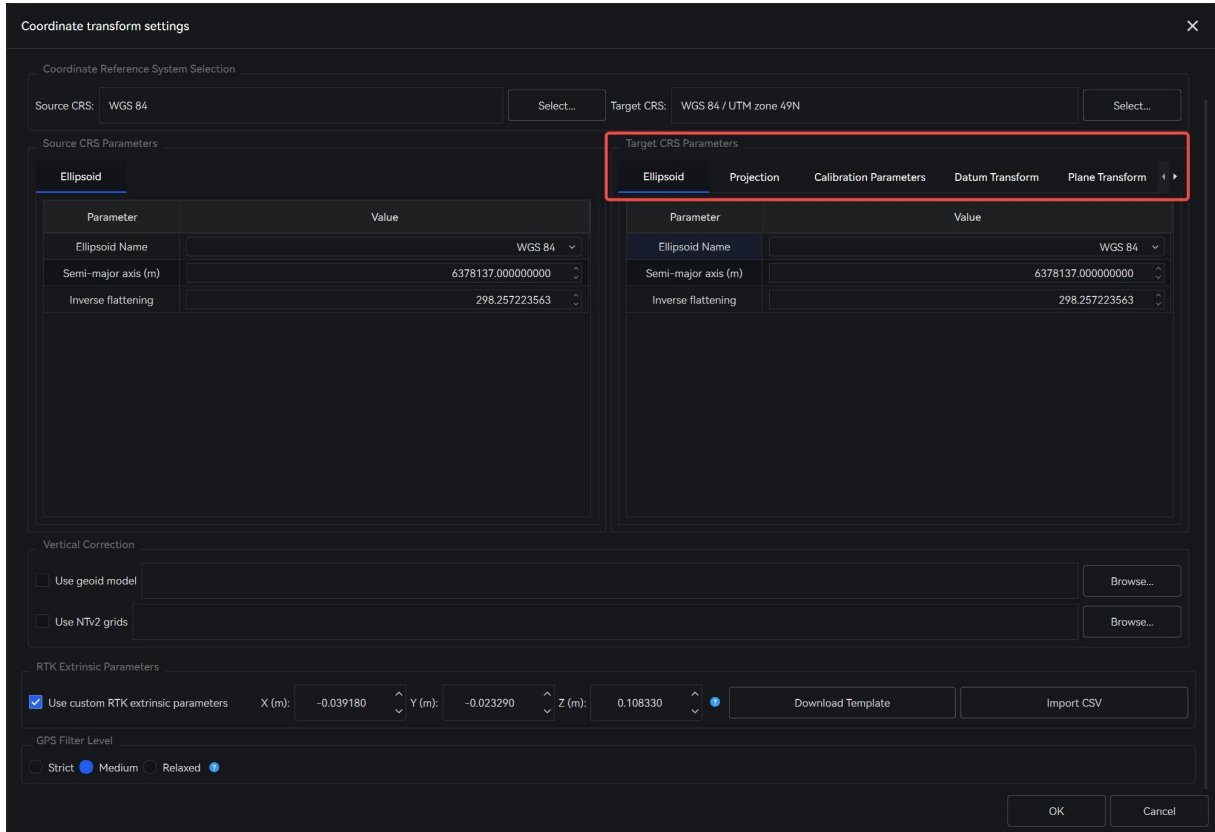 Coordinate transform settings
Coordinate Reference System Selection
Source CRS: WGS 84 Select... Target CRS: WGS 84 / UTM zone 49N Select...
Source CRS Parameters
Ellipsoid
Parameter Value
Ellipsoid Name WGS 84
Semi-major axis (m) 6378137.000000000
Inverse flattening 298.257223563
Target CRS Parameters
Ellipsoid Projection Calibration Parameters Datum Transform Plane Transform
Parameter Value
Ellipsoid Name WGS 84
Semi-major axis (m) 6378137.000000000
Inverse flattening 298.257223563
Vertical Correction
Use geoid model Browse...
Use NTv2 grids Browse...
RTK Extrinsic Parameters
Use custom RTK extrinsic parameters X (m): -0.039180 Y (m): -0.023290 Z (m): 0.108330 ? Download Template Import CSV
GPS Filter Level
Strict Medium Relaxed ?
OK Cancel